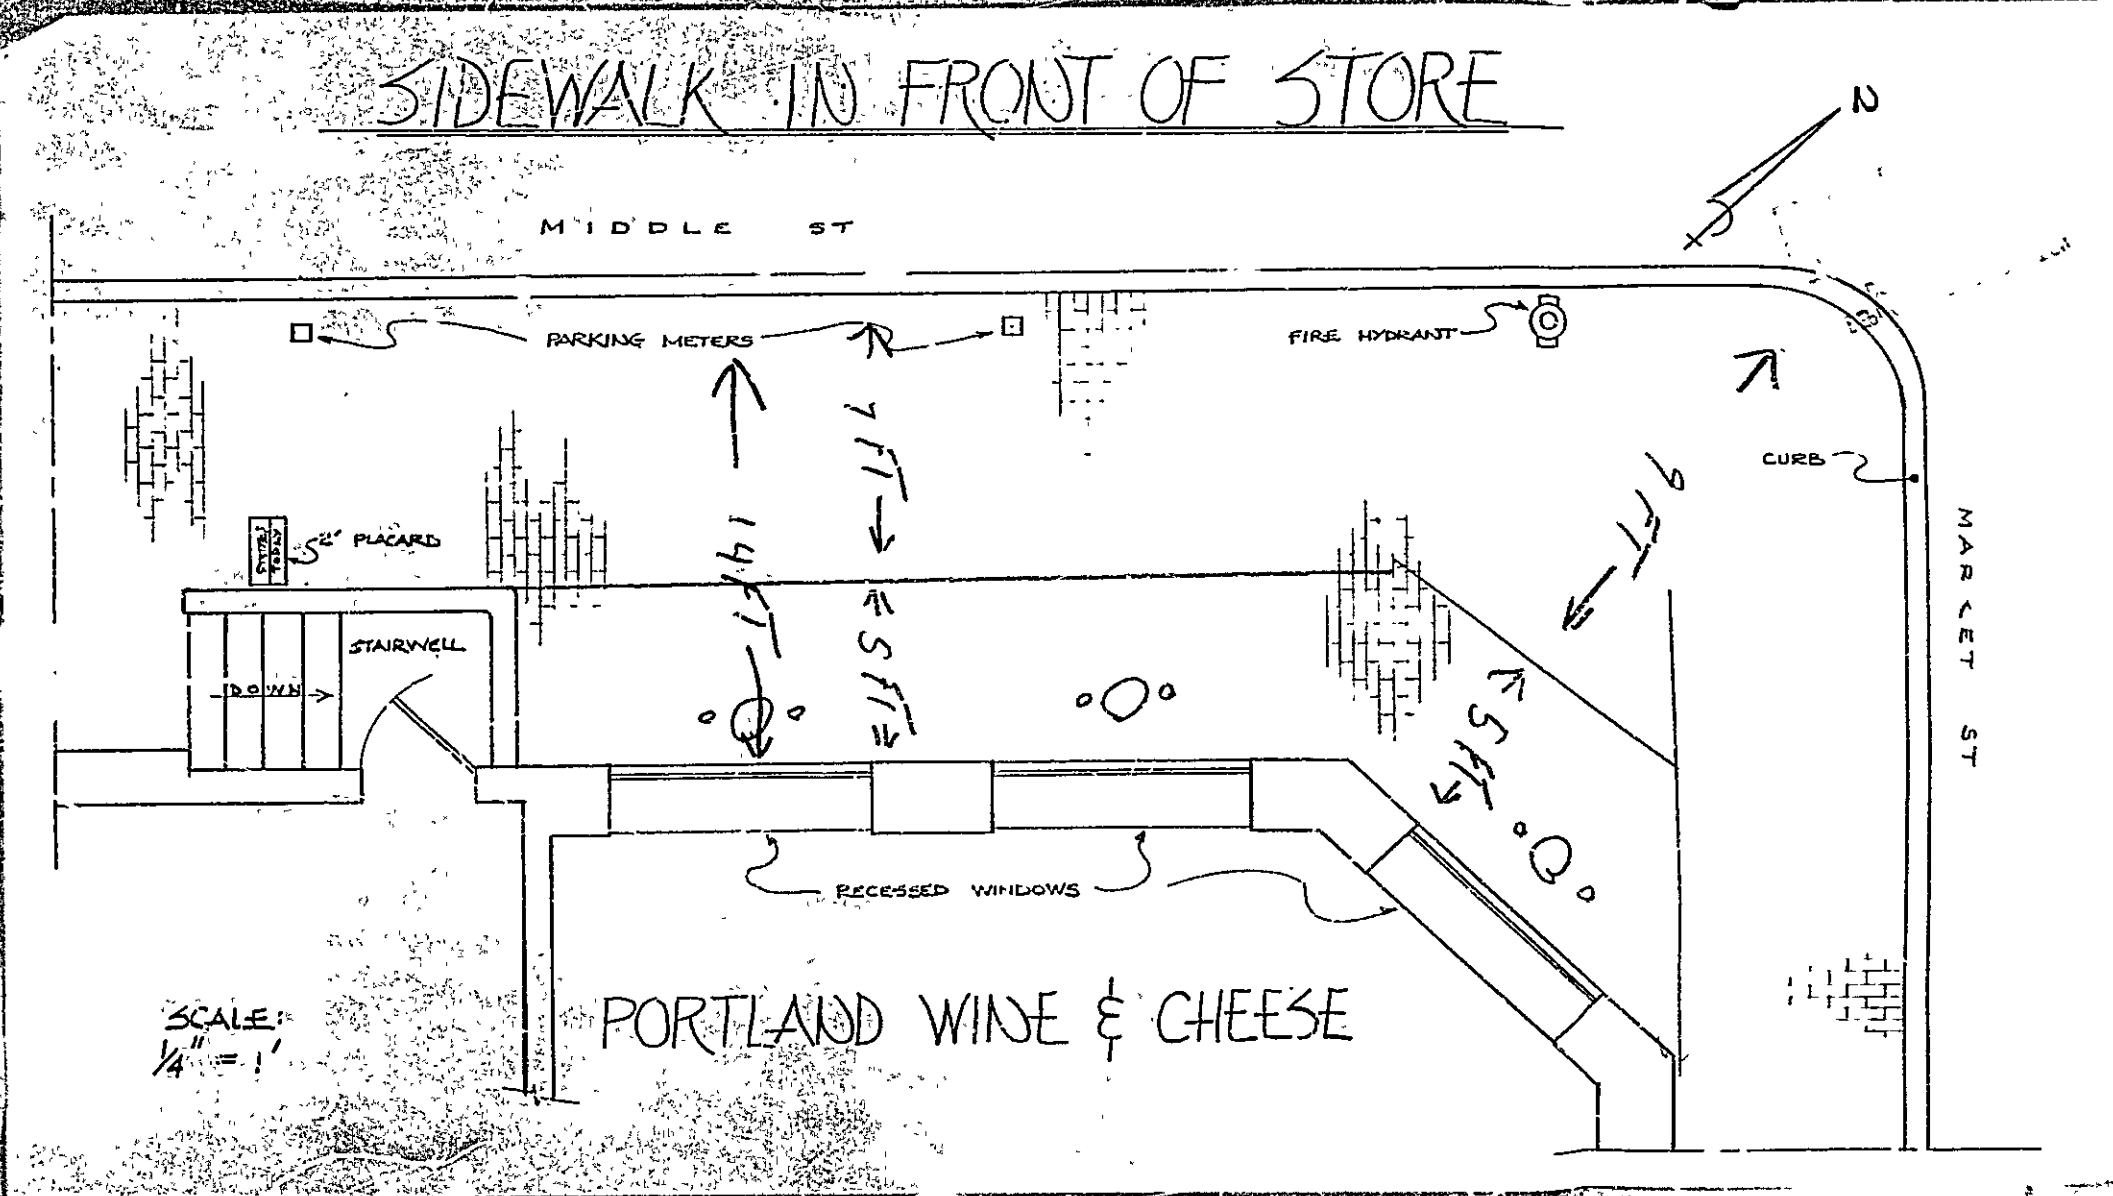 SIDEWALK IN FRONT OF STORE
N
MIDDLE ST
PARKING METERS
FIRE HYDRANT
7 FT
9 FT
CURB
14 FT
2' PLACARD
TODAY
MARKET ST
STAIRWELL
DOWN
5 FT
5 FT
RECESSED WINDOWS
PORTLAND WINE & CHEESE
SCALE:
1/4" = 1'